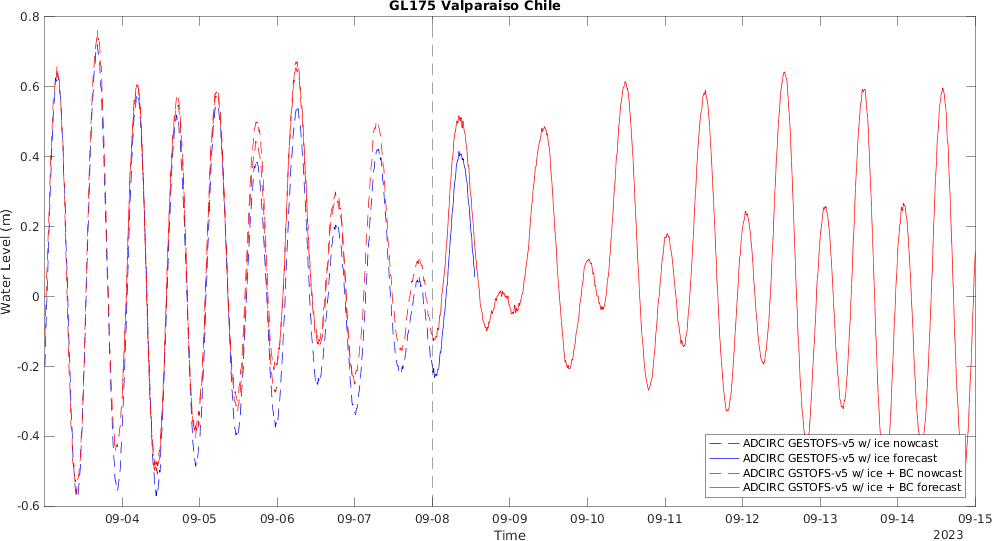 GL175 Valparaiso Chile
0.8
0.6
0.4
0.2
0
-0.2
-0.4
-0.6
Water Level (m)
ADCIRC GESTOFS-v5 w/ ice nowcast
ADCIRC GESTOFS-v5 w/ ice forecast
ADCIRC GSTOFS-v5 w/ ice + BC nowcast
ADCIRC GSTOFS-v5 w/ ice + BC forecast
09-04 09-05 09-06 09-07 09-08 09-09 09-10 09-11 09-12 09-13 09-14 09-15
Time
2023